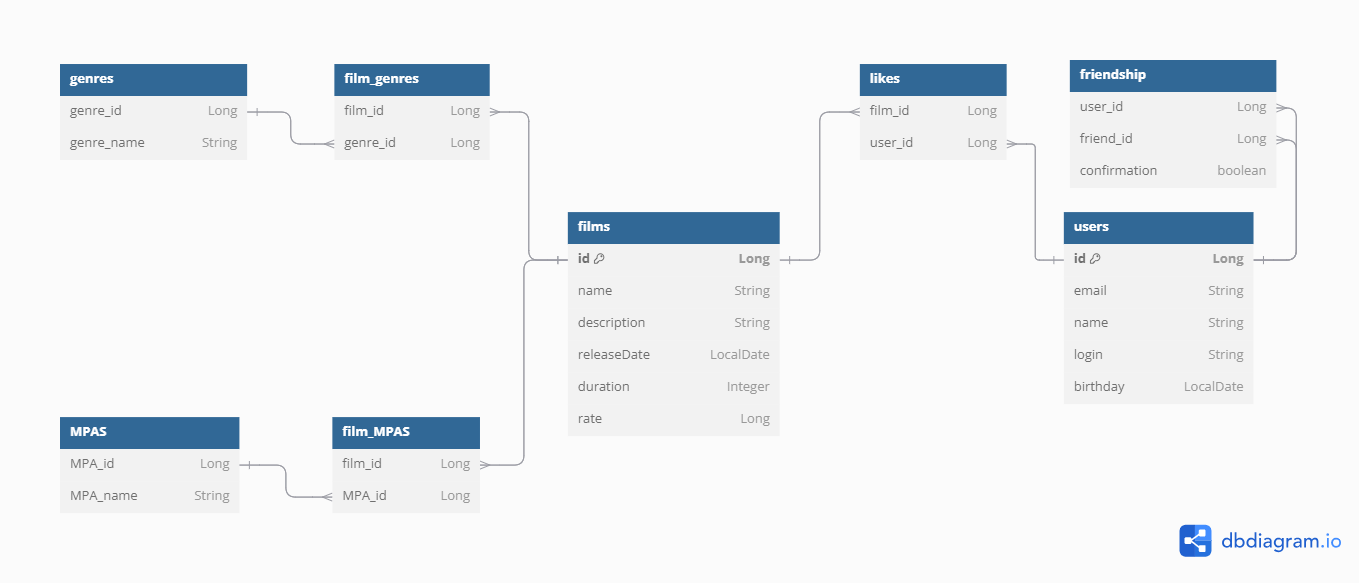 genres
genre_id Long
genre_name String
film_genres
film_id Long
genre_id Long
likes
film_id Long
user_id Long
friendship
user_id Long
friend_id Long
confirmation boolean
films
id Long
name String
description String
releaseDate LocalDate
duration Integer
rate Long
users
id Long
email String
name String
login String
birthday LocalDate
MPAS
MPA_id Long
MPA_name String
film_MPAS
film_id Long
MPA_id Long
dbdiagram.io